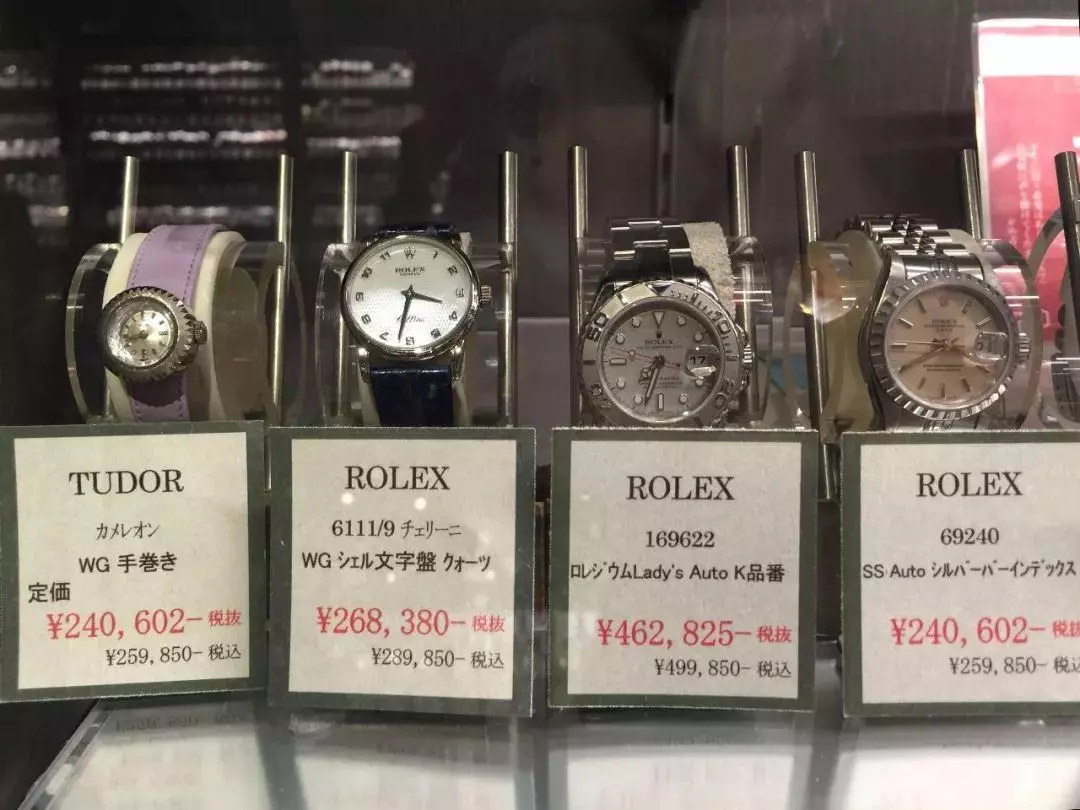 TUDOR
カメレオン
WG 手巻き
定価
¥240,602- 税抜
¥259,850- 税込
ROLEX
6111/9 チェリーニ
WG シェル文字盤 クォーツ
¥268,380- 税抜
¥289,850- 税込
ROLEX
169622
ロレジウムLady's Auto K品番
¥462,825- 税抜
¥499,850- 税込
ROLEX
69240
SS Auto シルバーバーインデックス
¥240,602- 税抜
¥259,850- 税込
ROLEX
Cellini
ROLEX
17
ROLEX